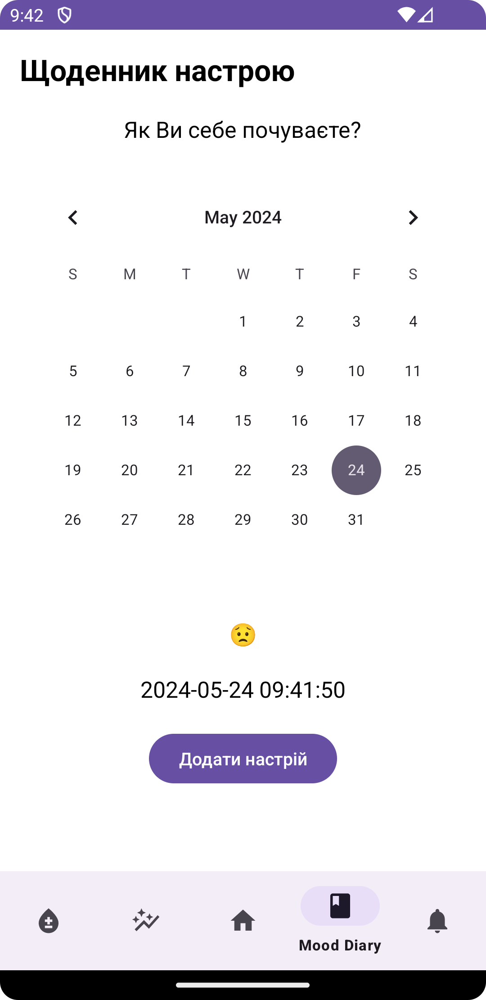 9:42
Щоденник настрою
Як Ви себе почуваєте?
May 2024
S M T W T F S
1 2 3 4
5 6 7 8 9 10 11
12 13 14 15 16 17 18
19 20 21 22 23 24 25
26 27 28 29 30 31
😟
2024-05-24 09:41:50
Додати настрій
Mood Diary